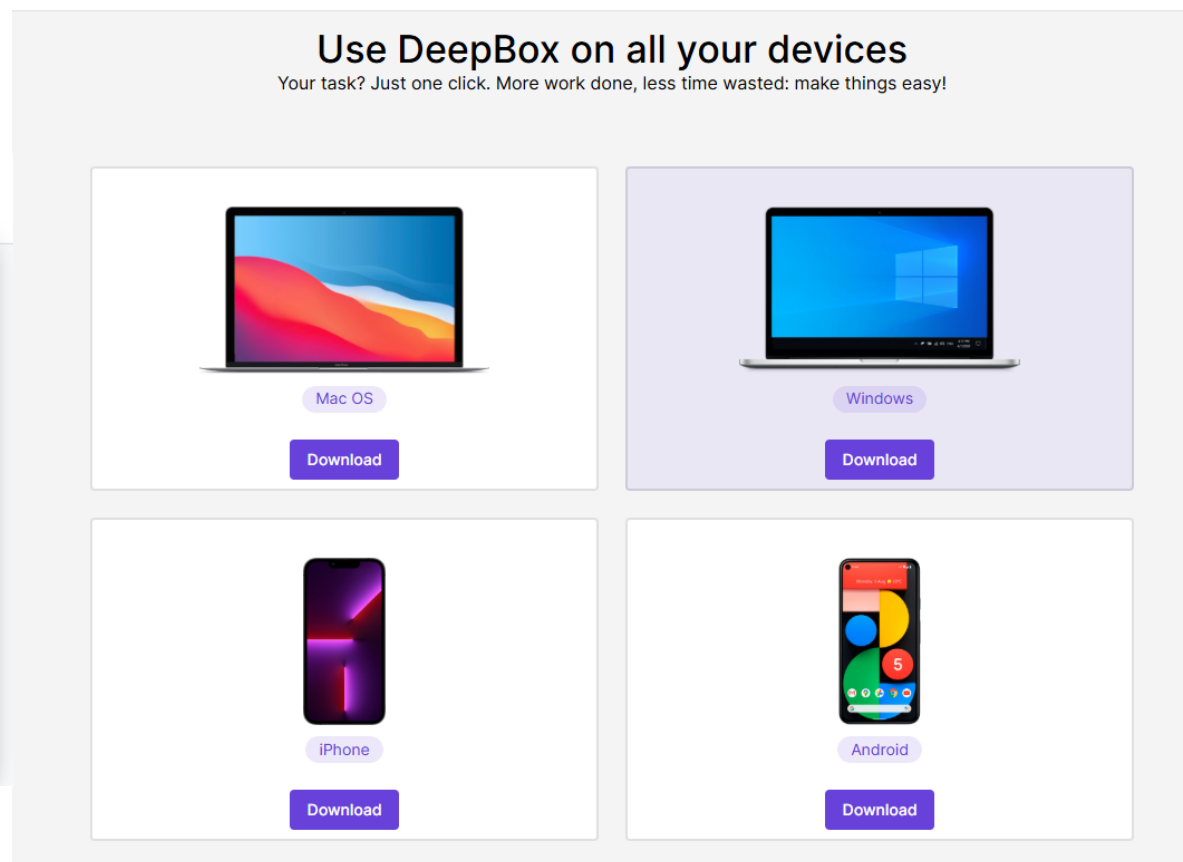 Use DeepBox on all your devices
Your task? Just one click. More work done, less time wasted: make things easy!
Mac OS
Windows
Download
Download
5
iPhone
Android
Download
Download